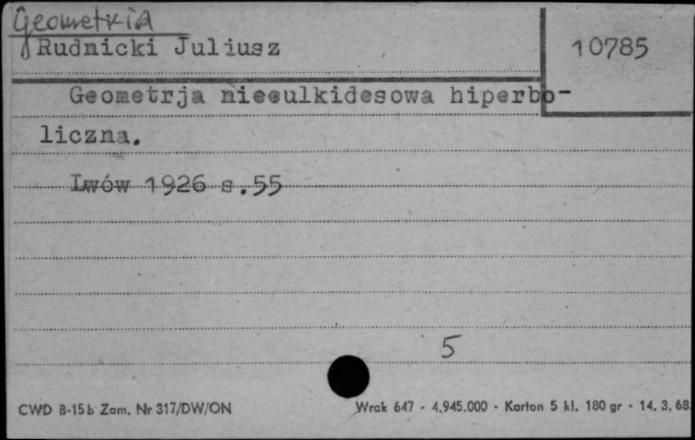 Geometria
Rudnicki Juliusz
10785
Geometrja nieeulkidesowa hiperbo-
liczna.
Lwów 1926 s.55
5
CWD B-15b Zam. Nr 317/DW/ON
Wrak 647 - 4.945.000 - Karton 5 kl. 180 gr - 14.3.68